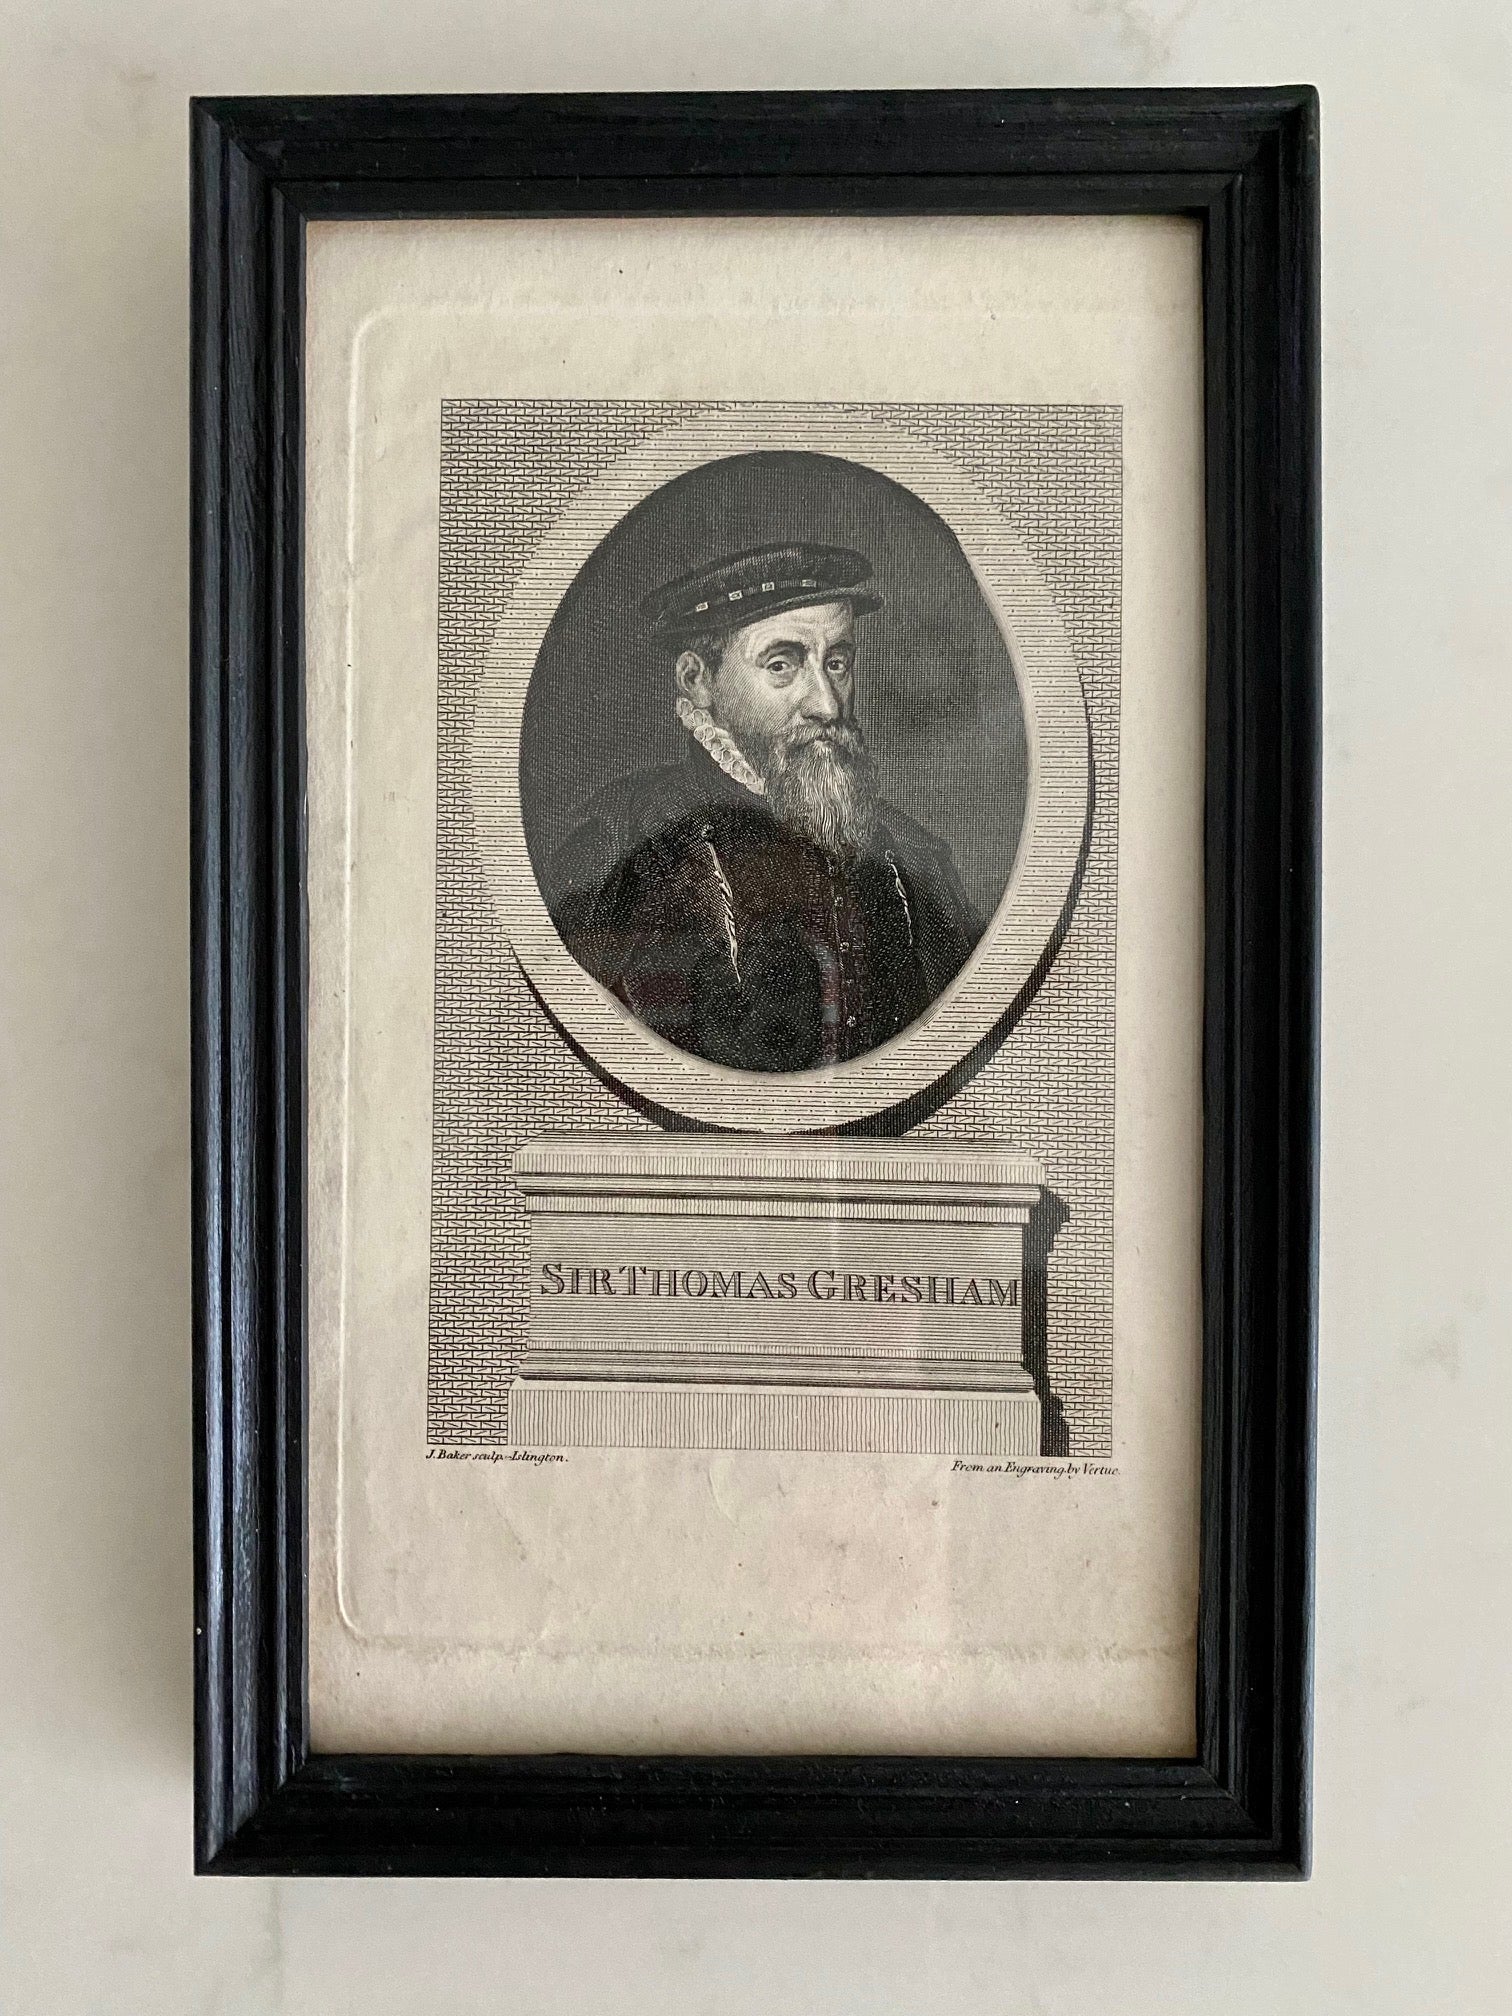 SIR THOMAS GRESHAM
J. Baker sculp. Islington.
From an Engraving by Vertue.